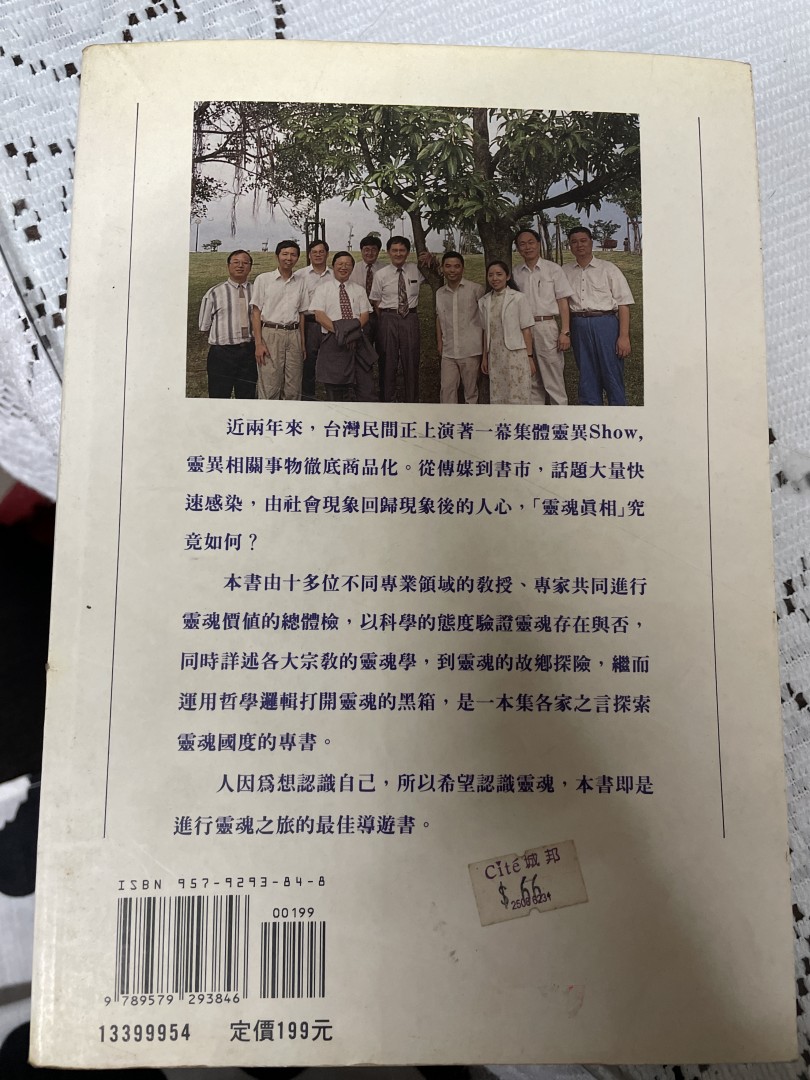 近兩年來，台灣民間正上演著一幕集體靈異Show,
靈異相關事物徹底商品化。從傳媒到書市，話題大量快
速感染，由社會現象回歸現象後的人心，「靈魂眞相」究
竟如何？
本書由十多位不同專業領域的敎授、專家共同進行
靈魂價值的總體檢，以科學的態度驗證靈魂存在與否，
同時詳述各大宗敎的靈魂學，到靈魂的故鄉探險，繼而
運用哲學邏輯打開靈魂的黑箱，是一本集各家之言探索
靈魂國度的專書。
人因爲想認識自己，所以希望認識靈魂，本書即是
進行靈魂之旅的最佳導遊書。
Cité 城邦
$ 66
ISBN 957-9293-84-8
00199
9 789579 293846
13399954 定價199元